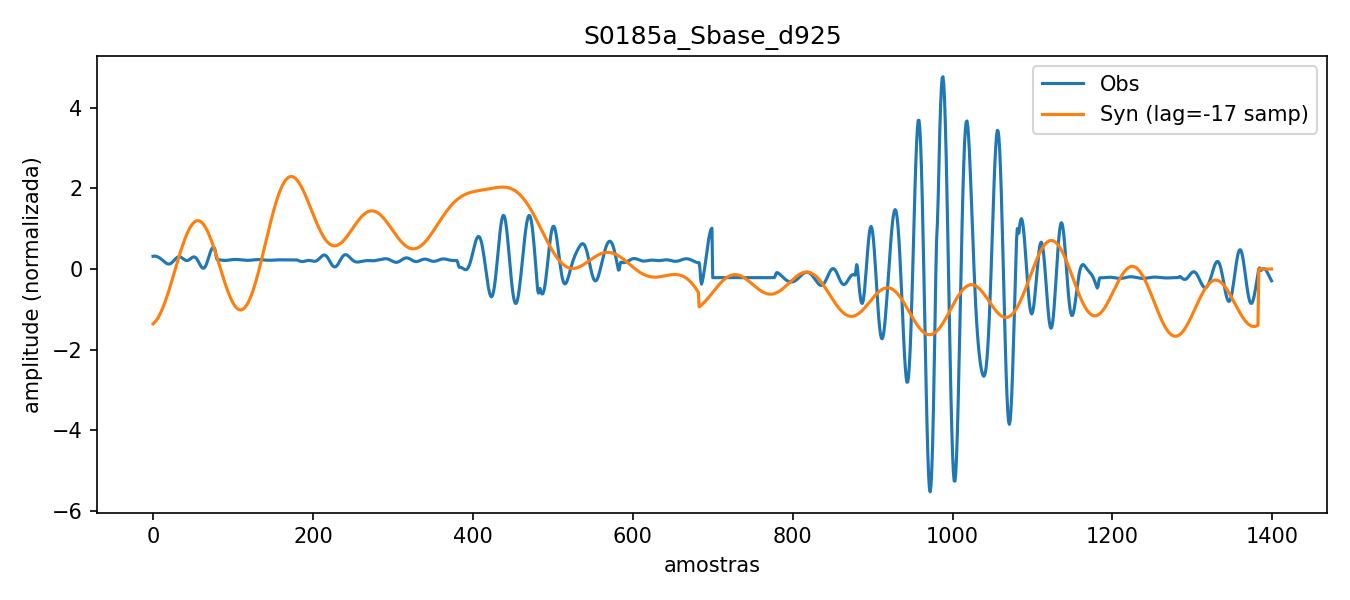 S0185a_Sbase_d925
Obs
Syn (lag=-17 samp)
amplitude (normalizada)
4
2
0
−2
−4
−6
0 200 400 600 800 1000 1200 1400
amostras